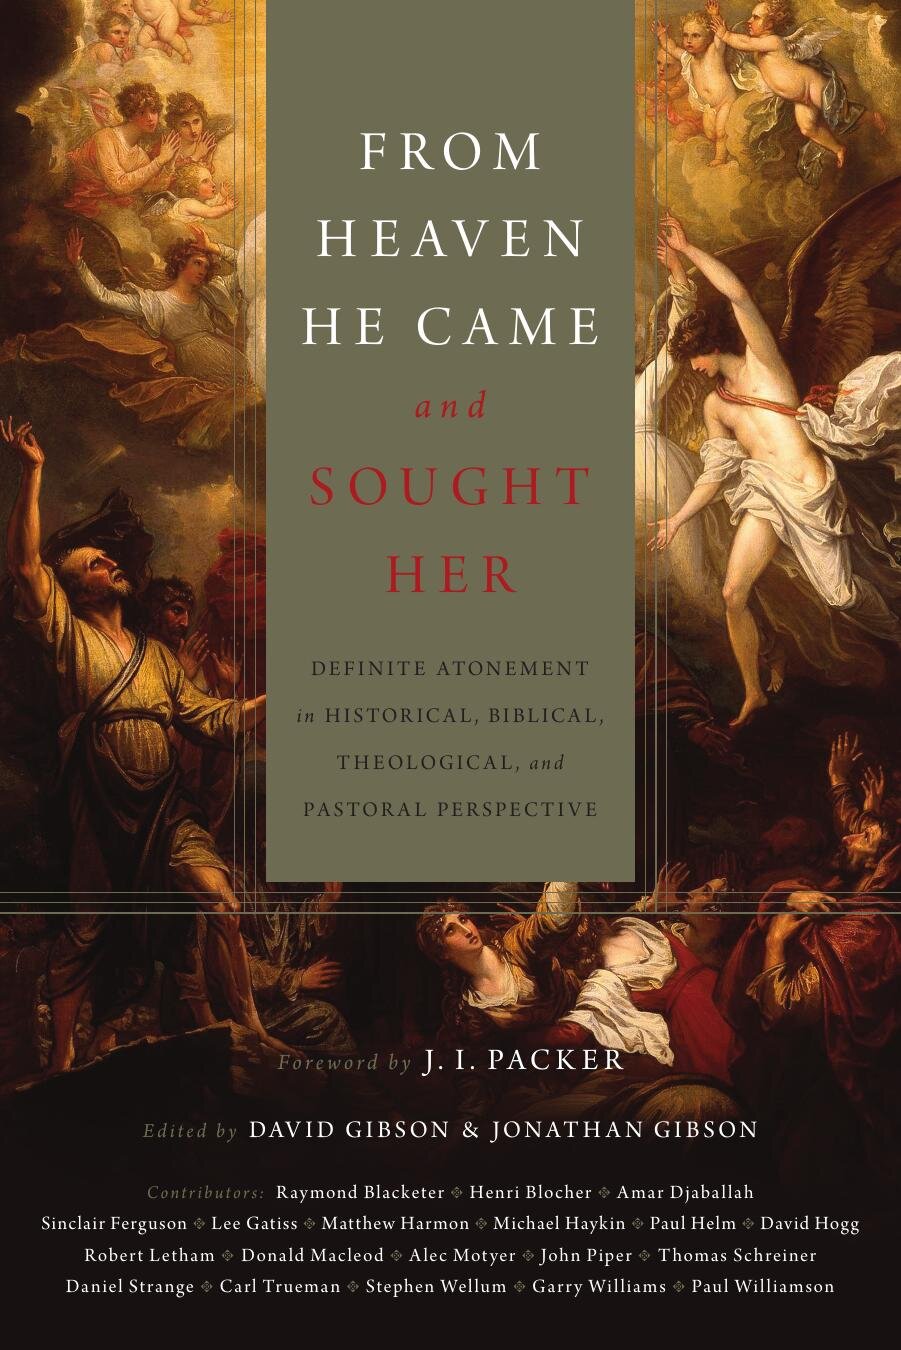 FROM
HEAVEN
HE CAME
and
SOUGHT
HER
DEFINITE ATONEMENT
in HISTORICAL, BIBLICAL,
THEOLOGICAL, and
PASTORAL PERSPECTIVE
Foreword by J. I. PACKER
Edited by DAVID GIBSON & JONATHAN GIBSON
Contributors: Raymond Blacketer ✥ Henri Blocher ✥ Amar Djaballah
Sinclair Ferguson ✥ Lee Gatiss ✥ Matthew Harmon ✥ Michael Haykin ✥ Paul Helm ✥ David Hogg
Robert Letham ✥ Donald Macleod ✥ Alec Motyer ✥ John Piper ✥ Thomas Schreiner
Daniel Strange ✥ Carl Trueman ✥ Stephen Wellum ✥ Garry Williams ✥ Paul Williamson